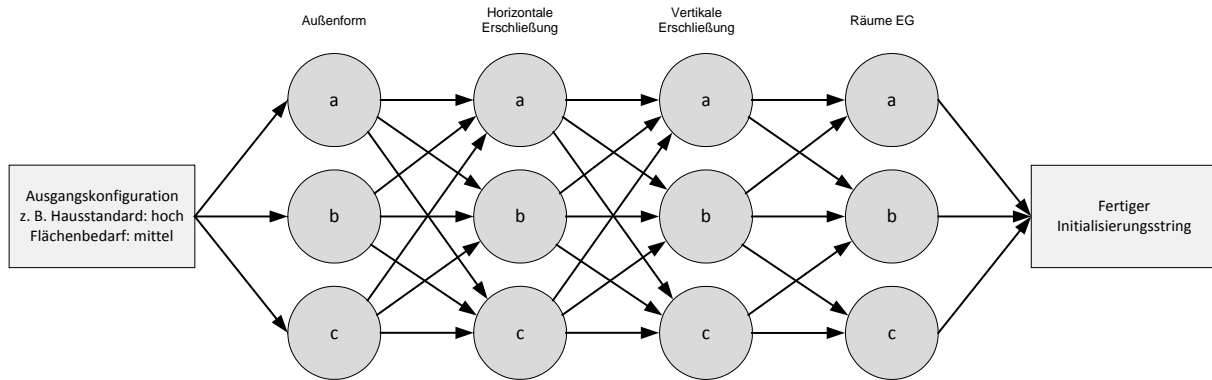 Außenform
Horizontale
Erschließung
Vertikale
Erschließung
Räume EG
a
a
a
a
Ausgangskonfiguration
z. B. Hausstandard: hoch
Flächenbedarf: mittel
b
b
b
b
Fertiger
Initialisierungsstring
c
c
c
c